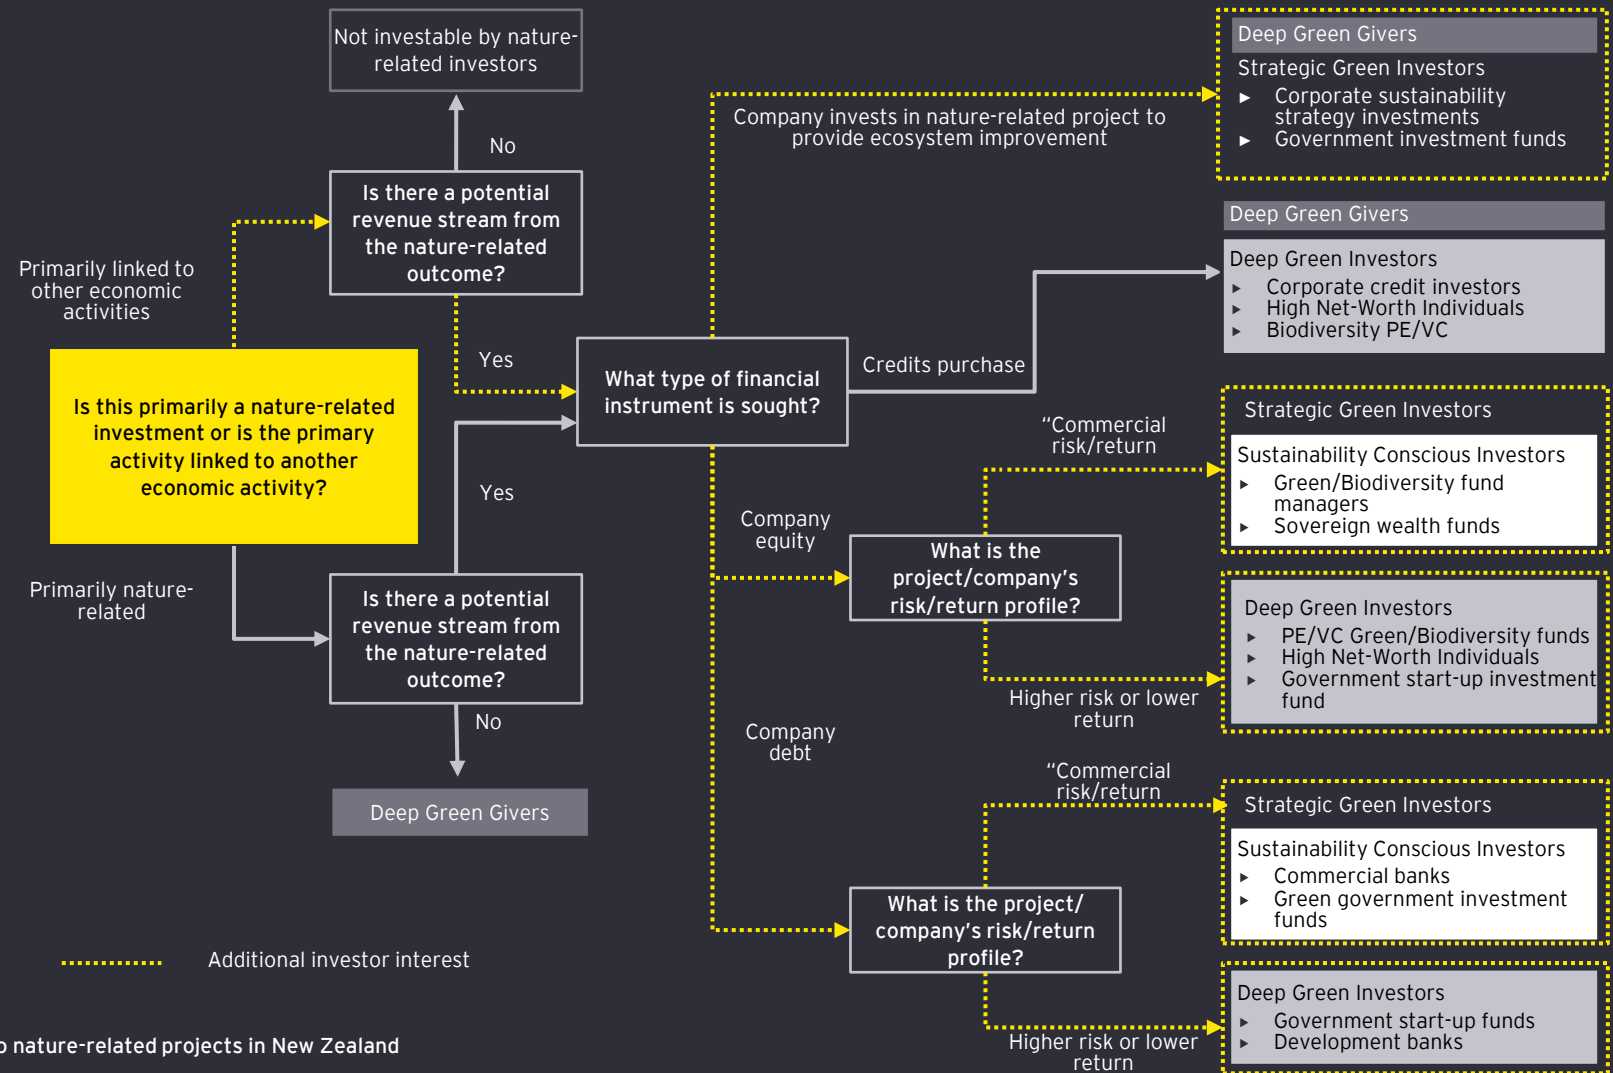 Not investable by nature-
related investors
No
Is there a potential
revenue stream from
the nature-related
outcome?
Primarily linked to
other economic
activities
Yes
Is this primarily a nature-related
investment or is the primary
activity linked to another
economic activity?
Yes
Primarily nature-
related
Is there a potential
revenue stream from
the nature-related
outcome?
No
Deep Green Givers
What type of financial
instrument is sought?
Company invests in nature-related project to
provide ecosystem improvement
Credits purchase
Company
equity
Company
debt
"Commercial
risk/return
What is the
project/company's
risk/return profile?
Higher risk or lower
return
"Commercial
risk/return
What is the project/
company's risk/return
profile?
Higher risk or lower
return
Deep Green Givers
Strategic Green Investors
► Corporate sustainability
strategy investments
► Government investment funds
Deep Green Givers
Deep Green Investors
► Corporate credit investors
► High Net-Worth Individuals
► Biodiversity PE/VC
Strategic Green Investors
Sustainability Conscious Investors
► Green/Biodiversity fund
managers
► Sovereign wealth funds
Deep Green Investors
► PE/VC Green/Biodiversity funds
► High Net-Worth Individuals
► Government start-up investment
fund
Strategic Green Investors
Sustainability Conscious Investors
► Commercial banks
► Green government investment
funds
Deep Green Investors
► Government start-up funds
► Development banks
Additional investor interest
o nature-related projects in New Zealand